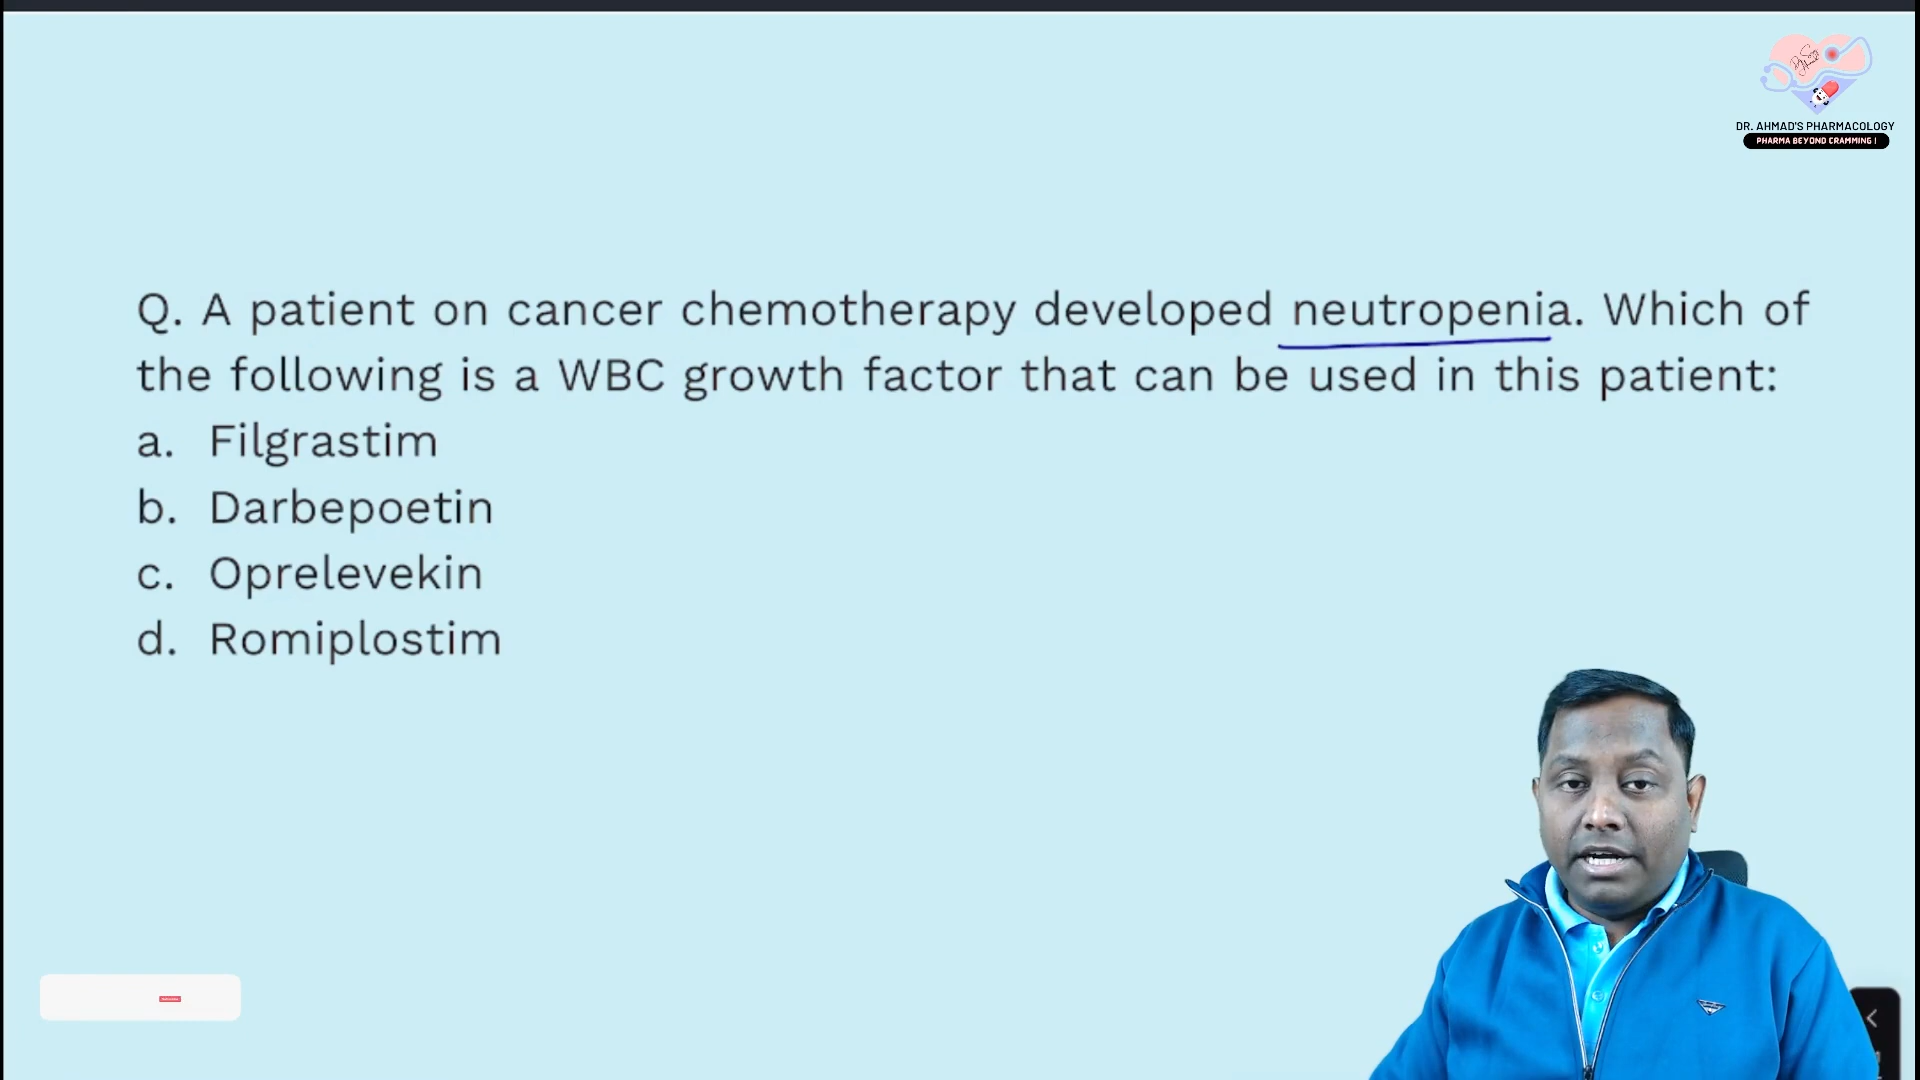 DR. AHMAD'S PHARMACOLOGY
PHARMA BEYOND CRAMMING !
Q. A patient on cancer chemotherapy developed neutropenia. Which of
the following is a WBC growth factor that can be used in this patient:
a. Filgrastim
b. Darbepoetin
c. Oprelevekin
d. Romiplostim